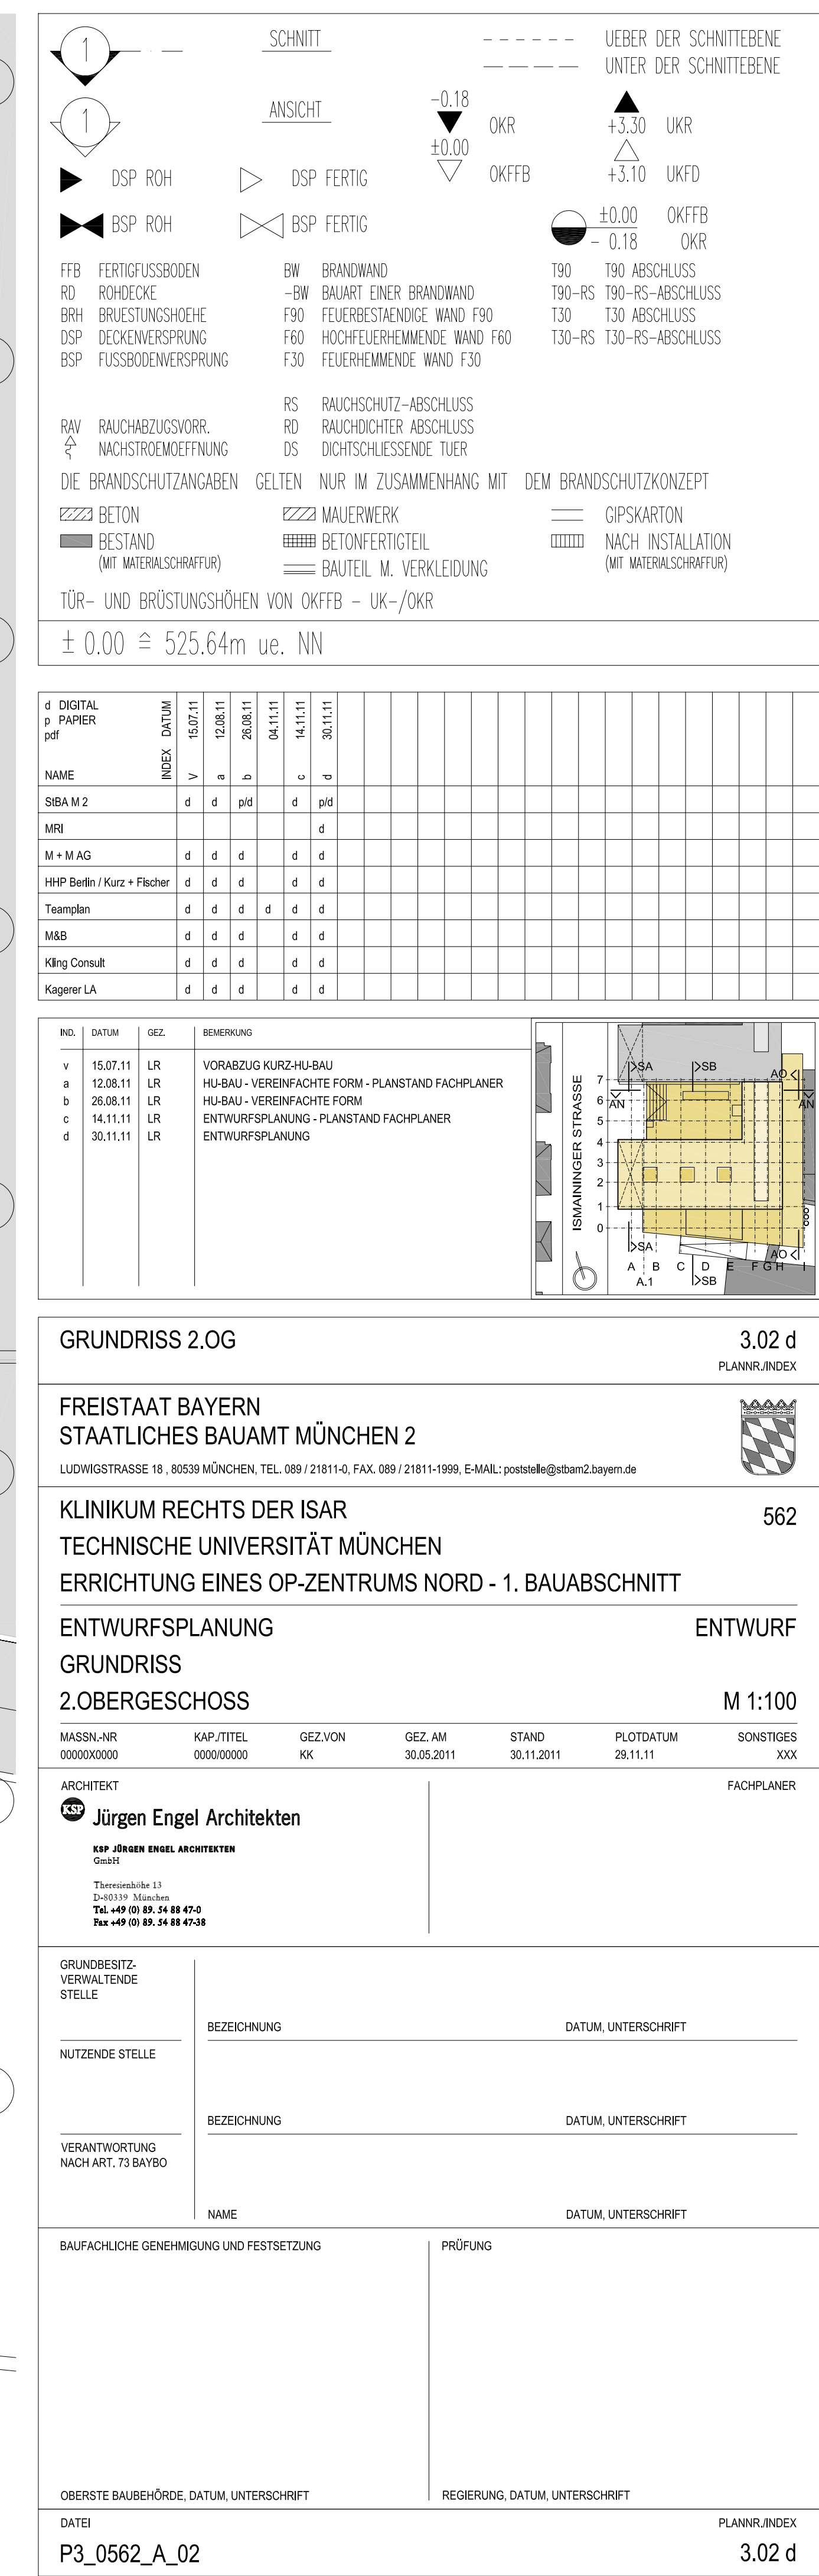 1 SCHNITT UEBER DER SCHNITTEBENE
UNTER DER SCHNITTEBENE
1 ANSICHT -0.18 OKR +3.30 UKR
±0.00 OKFFB +3.10 UKFD
DSP ROH DSP FERTIG
BSP ROH BSP FERTIG ±0.00 OKFFB
- 0.18 OKR
FFB FERTIGFUSSBODEN BW BRANDWAND T90 T90 ABSCHLUSS
RD ROHDECKE -BW BAUART EINER BRANDWAND T90-RS T90-RS-ABSCHLUSS
BRH BRUESTUNGSHOEHE F90 FEUERBESTAENDIGE WAND F90 T30 T30 ABSCHLUSS
DSP DECKENVERSPRUNG F60 HOCHFEUERHEMMENDE WAND F60 T30-RS T30-RS-ABSCHLUSS
BSP FUSSBODENVERSPRUNG F30 FEUERHEMMENDE WAND F30
RS RAUCHSCHUTZ-ABSCHLUSS
RAV RAUCHABZUGSVORR. RD RAUCHDICHTER ABSCHLUSS
NACHSTROEMOEFFNUNG DS DICHTSCHLIESSENDE TUER
DIE BRANDSCHUTZANGABEN GELTEN NUR IM ZUSAMMENHANG MIT DEM BRANDSCHUTZKONZEPT
BETON MAUERWERK GIPSKARTON
BESTAND BETONFERTIGTEIL NACH INSTALLATION
(MIT MATERIALSCHRAFFUR) BAUTEIL M. VERKLEIDUNG (MIT MATERIALSCHRAFFUR)
TÜR- UND BRÜSTUNGSHÖHEN VON OKFFB - UK-/OKR
± 0.00 ≙ 525.64m ue. NN
d DIGITAL
p PAPIER
pdf
DATUM 15.07.11 12.08.11 26.08.11 04.11.11 14.11.11 30.11.11
NAME INDEX V a b c d
StBA M 2 d d p/d d p/d
MRI d
M + M AG d d d d d
HHP Berlin / Kurz + Fischer d d d d d
Teamplan d d d d d d
M&B d d d d d
Kling Consult d d d d d
Kagerer LA d d d d d
IND. DATUM GEZ. BEMERKUNG
v 15.07.11 LR VORABZUG KURZ-HU-BAU
a 12.08.11 LR HU-BAU - VEREINFACHTE FORM - PLANSTAND FACHPLANER
b 26.08.11 LR HU-BAU - VEREINFACHTE FORM
c 14.11.11 LR ENTWURFSPLANUNG - PLANSTAND FACHPLANER
d 30.11.11 LR ENTWURFSPLANUNG
ISMAININGER STRASSE
SA SB AO
7
6 AN AN
5
4
3
2
1
0
SA AO
A B C D E F G H I
A.1 SB
GRUNDRISS 2.OG 3.02 d
PLANNR./INDEX
FREISTAAT BAYERN
STAATLICHES BAUAMT MÜNCHEN 2
LUDWIGSTRASSE 18 , 80539 MÜNCHEN, TEL. 089 / 21811-0, FAX. 089 / 21811-1999, E-MAIL: poststelle@stbam2.bayern.de
KLINIKUM RECHTS DER ISAR 562
TECHNISCHE UNIVERSITÄT MÜNCHEN
ERRICHTUNG EINES OP-ZENTRUMS NORD - 1. BAUABSCHNITT
ENTWURFSPLANUNG ENTWURF
GRUNDRISS
2.OBERGESCHOSS M 1:100
MASSN.-NR KAP./TITEL GEZ.VON GEZ. AM STAND PLOTDATUM SONSTIGES
00000X0000 0000/00000 KK 30.05.2011 30.11.2011 29.11.11 XXX
ARCHITEKT FACHPLANER
KSP Jürgen Engel Architekten
KSP JÜRGEN ENGEL ARCHITEKTEN
GmbH
Theresienhöhe 13
D-80339 München
Tel. +49 (0) 89. 54 88 47-0
Fax +49 (0) 89. 54 88 47-38
GRUNDBESITZ-
VERWALTENDE
STELLE
BEZEICHNUNG DATUM, UNTERSCHRIFT
NUTZENDE STELLE
BEZEICHNUNG DATUM, UNTERSCHRIFT
VERANTWORTUNG
NACH ART. 73 BAYBO
NAME DATUM, UNTERSCHRIFT
BAUFACHLICHE GENEHMIGUNG UND FESTSETZUNG PRÜFUNG
OBERSTE BAUBEHÖRDE, DATUM, UNTERSCHRIFT REGIERUNG, DATUM, UNTERSCHRIFT
DATEI PLANNR./INDEX
P3_0562_A_02 3.02 d